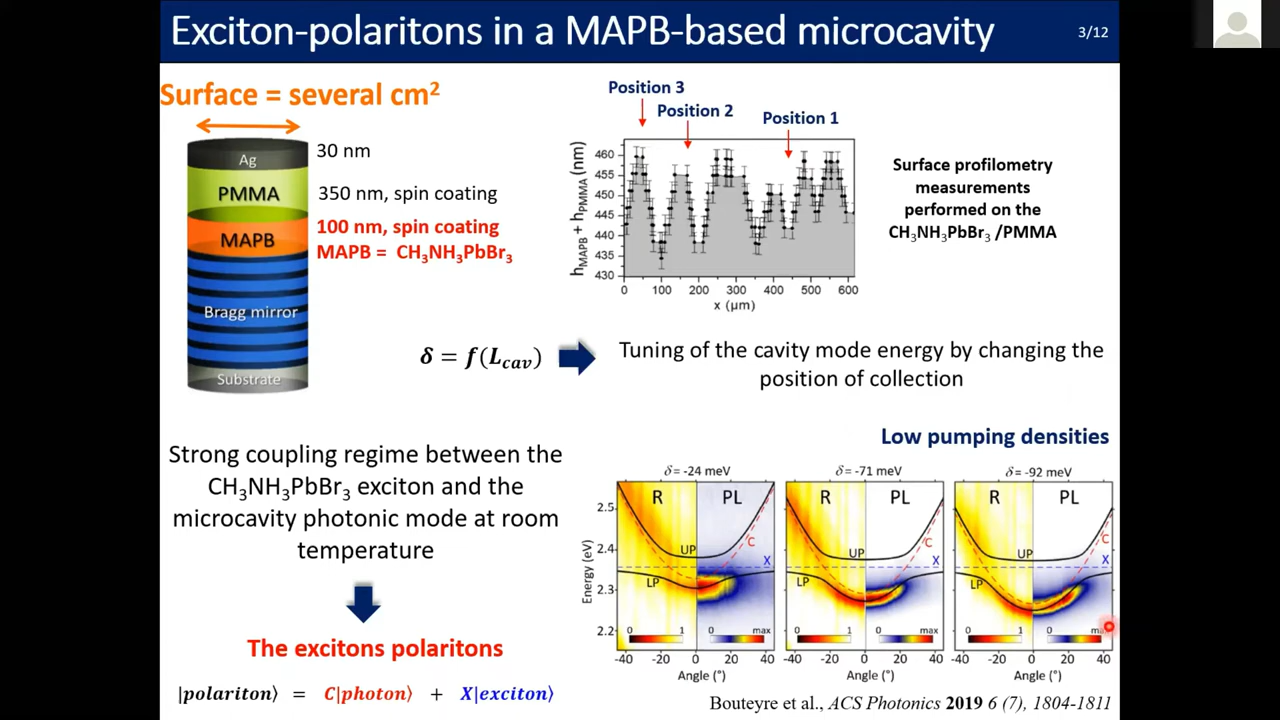 Exciton-polaritons in a MAPB-based microcavity
3/12
Surface = several cm²
Ag
30 nm
PMMA
350 nm, spin coating
MAPB
100 nm, spin coating
MAPB = CH₃NH₃PbBr₃
Bragg mirror
Substrate
Position 3
Position 2
Position 1
h_MAPB + h_PMMA (nm)
460
455
450
445
440
435
430
0 100 200 300 400 500 600
x (μm)
Surface profilometry
measurements
performed on the
CH₃NH₃PbBr₃ /PMMA
δ = f(L_cav)
Tuning of the cavity mode energy by changing the
position of collection
Strong coupling regime between the
CH₃NH₃PbBr₃ exciton and the
microcavity photonic mode at room
temperature
The excitons polaritons
|polariton⟩ = C|photon⟩ + X|exciton⟩
Low pumping densities
δ = -24 meV
δ = -71 meV
δ = -92 meV
Energy (eV)
2.5
2.4
2.3
2.2
R PL
UP
C
X
LP
0 1 0 max
-40 -20 0 20 40
Angle (°)
R PL
UP
C
X
LP
0 1 0 max
-40 -20 0 20 40
Angle (°)
R PL
UP
C
X
LP
0 1 0
-40 -20 0 20 40
Angle (°)
Bouteyre et al., ACS Photonics 2019 6 (7), 1804-1811